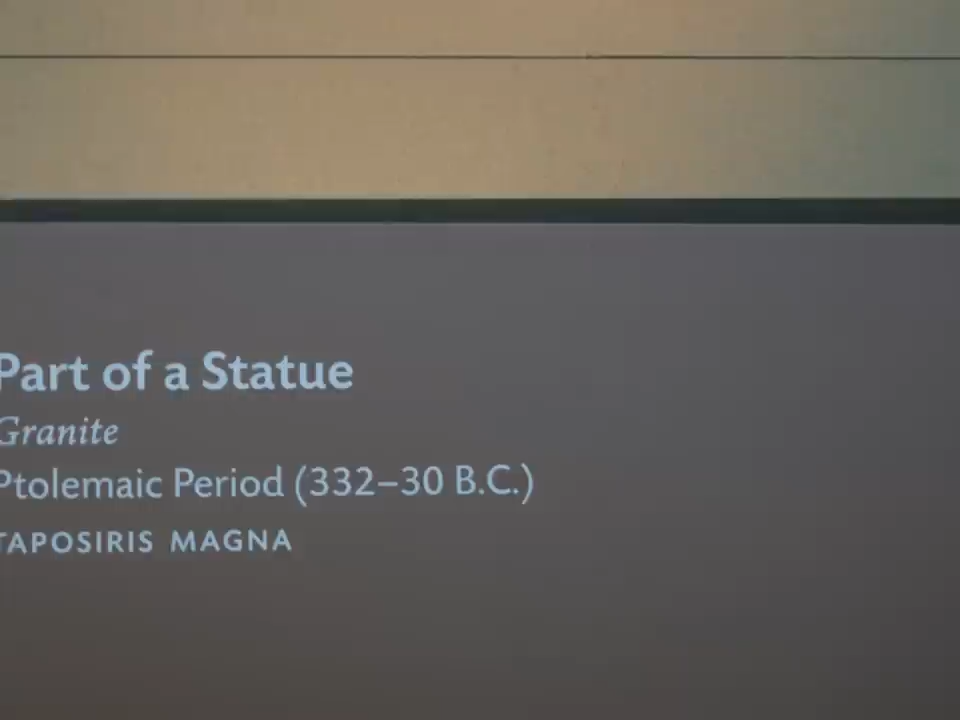 Part of a Statue
Granite
Ptolemaic Period (332–30 B.C.)
TAPOSIRIS MAGNA